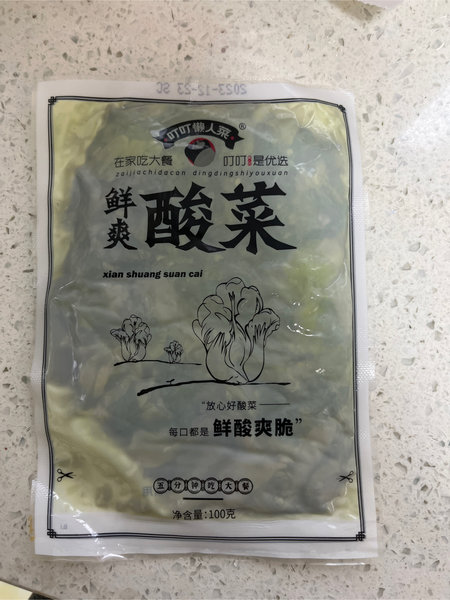 2023-12-23 SC
叮叮懒人菜®
在家吃大餐 叮叮是优选
zaijiachidacan dingdingshiyouxuan
鲜爽 酸菜
xian shuang suan cai
“放心好酸菜
每口都是 鲜酸爽脆”
五分钟吃大餐
净含量:100克